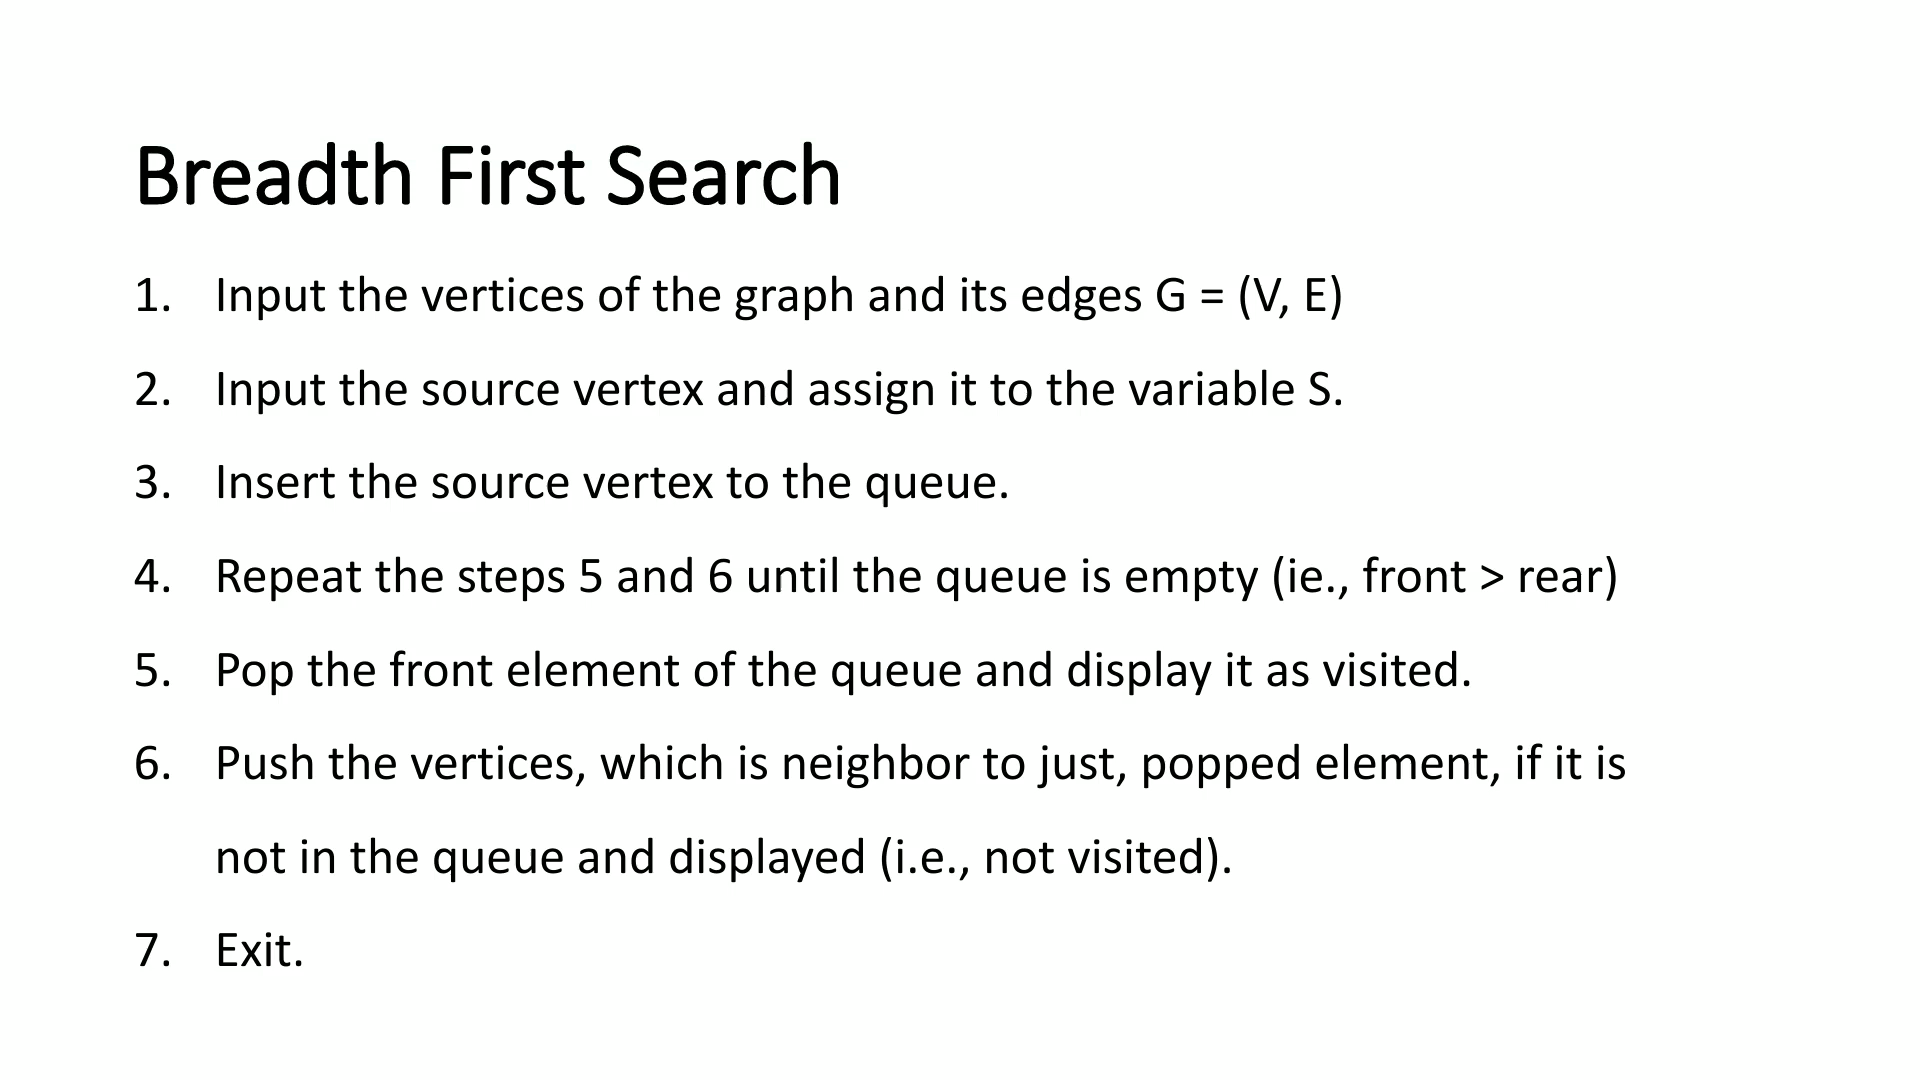 Breadth First Search
1. Input the vertices of the graph and its edges G = (V, E)
2. Input the source vertex and assign it to the variable S.
3. Insert the source vertex to the queue.
4. Repeat the steps 5 and 6 until the queue is empty (ie., front > rear)
5. Pop the front element of the queue and display it as visited.
6. Push the vertices, which is neighbor to just, popped element, if it is
not in the queue and displayed (i.e., not visited).
7. Exit.